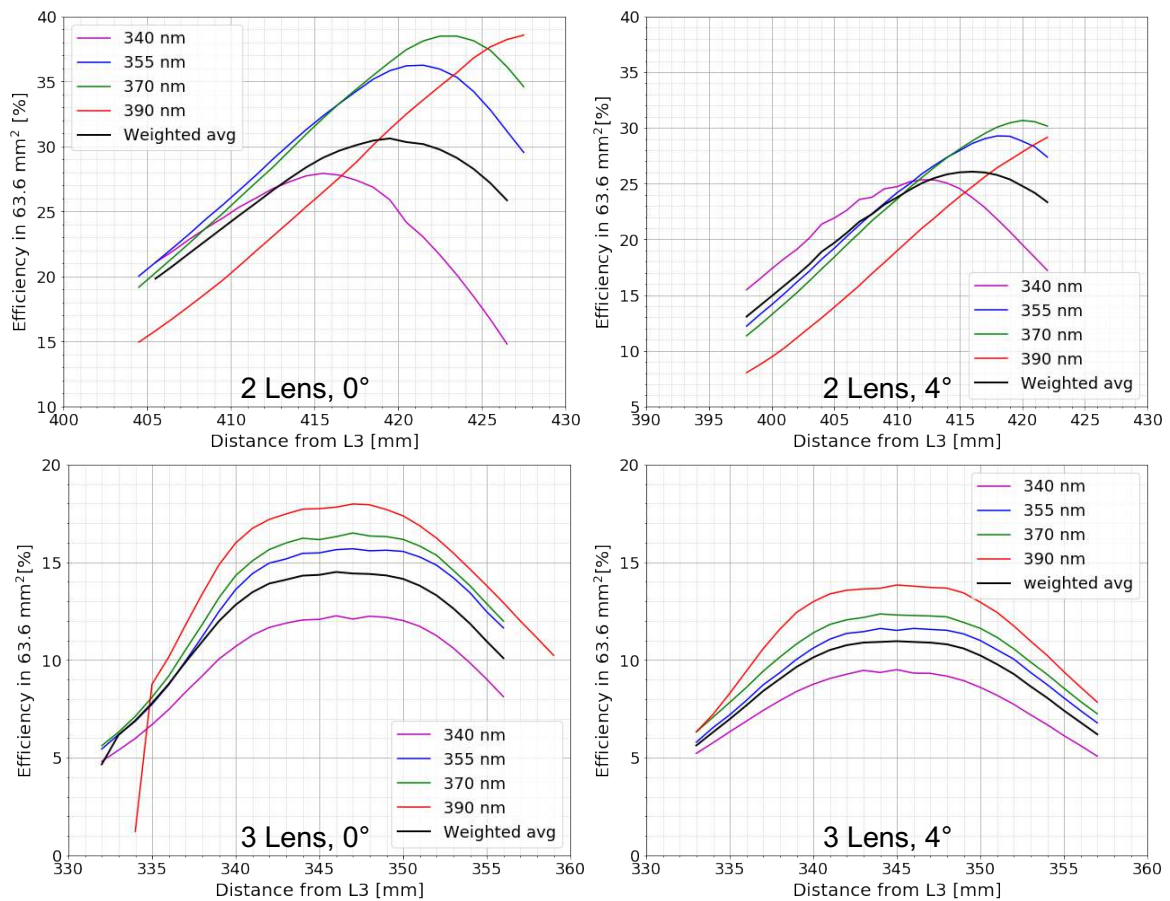 40
35
30
25
20
15
10
Efficiency in 63.6 mm² [%]
340 nm
355 nm
370 nm
390 nm
Weighted avg
2 Lens, 0°
400 405 410 415 420 425 430
Distance from L3 [mm]
40
35
30
25
20
15
10
5
Efficiency in 63.6 mm²[%]
340 nm
355 nm
370 nm
390 nm
Weighted avg
2 Lens, 4°
390 395 400 405 410 415 420 425 430
Distance from L3 [mm]
20
15
10
5
0
Efficiency in 63.6 mm²[%]
340 nm
355 nm
370 nm
390 nm
Weighted avg
3 Lens, 0°
330 335 340 345 350 355 360
Distance from L3 [mm]
20
15
10
5
0
Efficiency in 63.6 mm² [%]
340 nm
355 nm
370 nm
390 nm
weighted avg
3 Lens, 4°
330 335 340 345 350 355 360
Distance from L3 [mm]